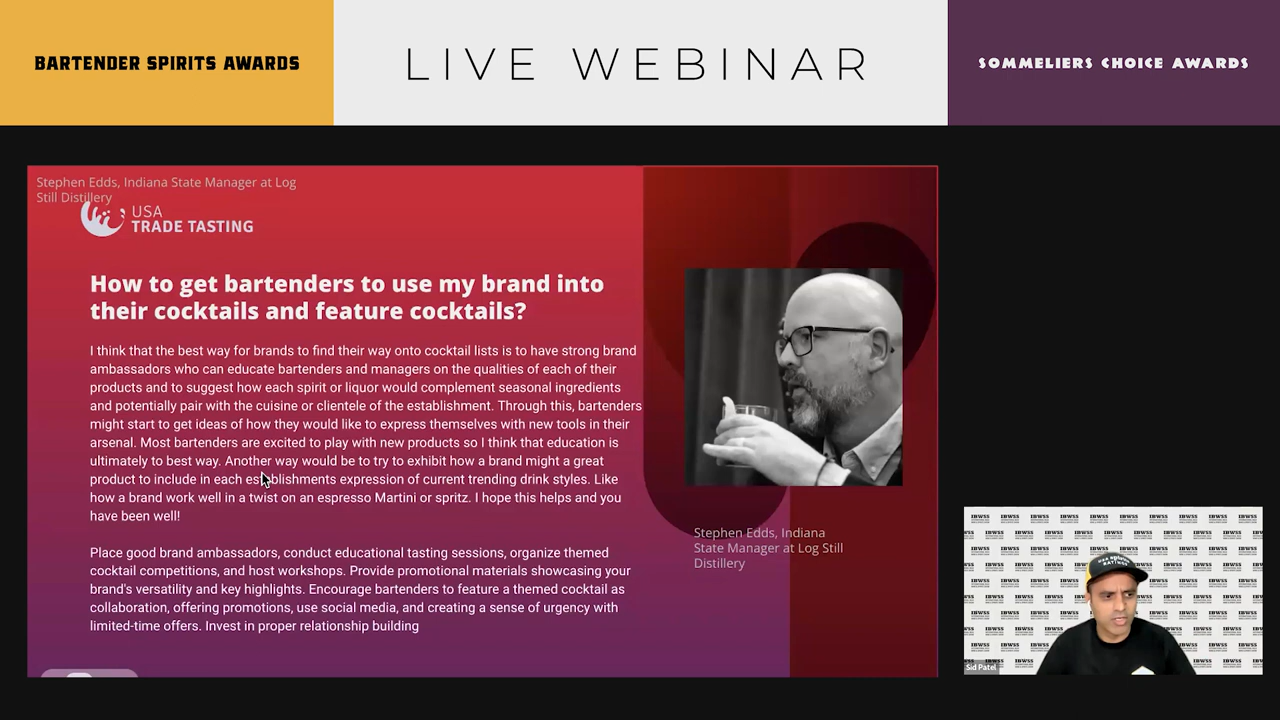 BARTENDER SPIRITS AWARDS
LIVE WEBINAR
SOMMELIERS CHOICE AWARDS
Stephen Edds, Indiana State Manager at Log
Still Distillery
USA
TRADE TASTING
How to get bartenders to use my brand into
their cocktails and feature cocktails?
I think that the best way for brands to find their way onto cocktail lists is to have strong brand
ambassadors who can educate bartenders and managers on the qualities of each of their
products and to suggest how each spirit or liquor would complement seasonal ingredients
and potentially pair with the cuisine or clientele of the establishment. Through this, bartenders
might start to get ideas of how they would like to express themselves with new tools in their
arsenal. Most bartenders are excited to play with new products so I think that education is
ultimately to best way. Another way would be to try to exhibit how a brand might a great
product to include in each establishments expression of current trending drink styles. Like
how a brand work well in a twist on an espresso Martini or spritz. I hope this helps and you
have been well!
Place good brand ambassadors, conduct educational tasting sessions, organize themed
cocktail competitions, and host workshops. Provide promotional materials showcasing your
brand's versatility and key highlights. Encourage bartenders to feature a themed cocktail as
collaboration, offering promotions, use social media, and creating a sense of urgency with
limited-time offers. Invest in proper relationship building
Stephen Edds, Indiana
State Manager at Log Still
Distillery
IBWSS
Sid Patel